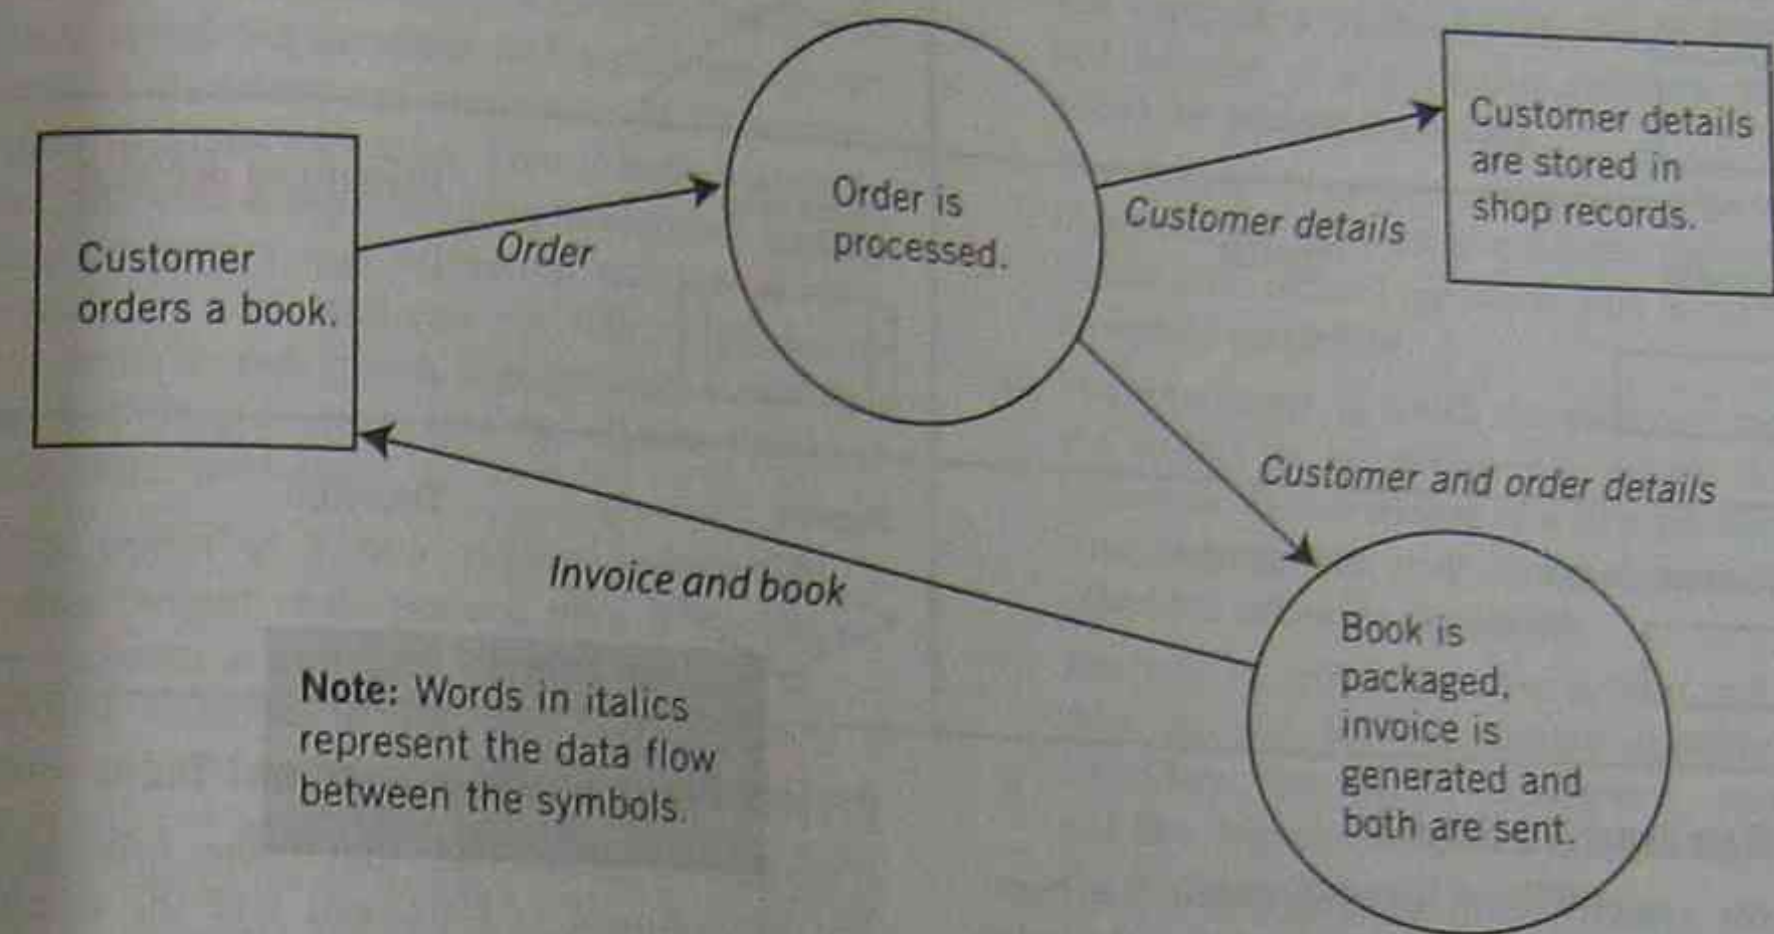 Customer
orders a book.
Order
Order is
processed.
Customer details
Customer details
are stored in
shop records.
Customer and order details
Invoice and book
Book is
packaged,
invoice is
generated and
both are sent.
Note: Words in italics
represent the data flow
between the symbols.